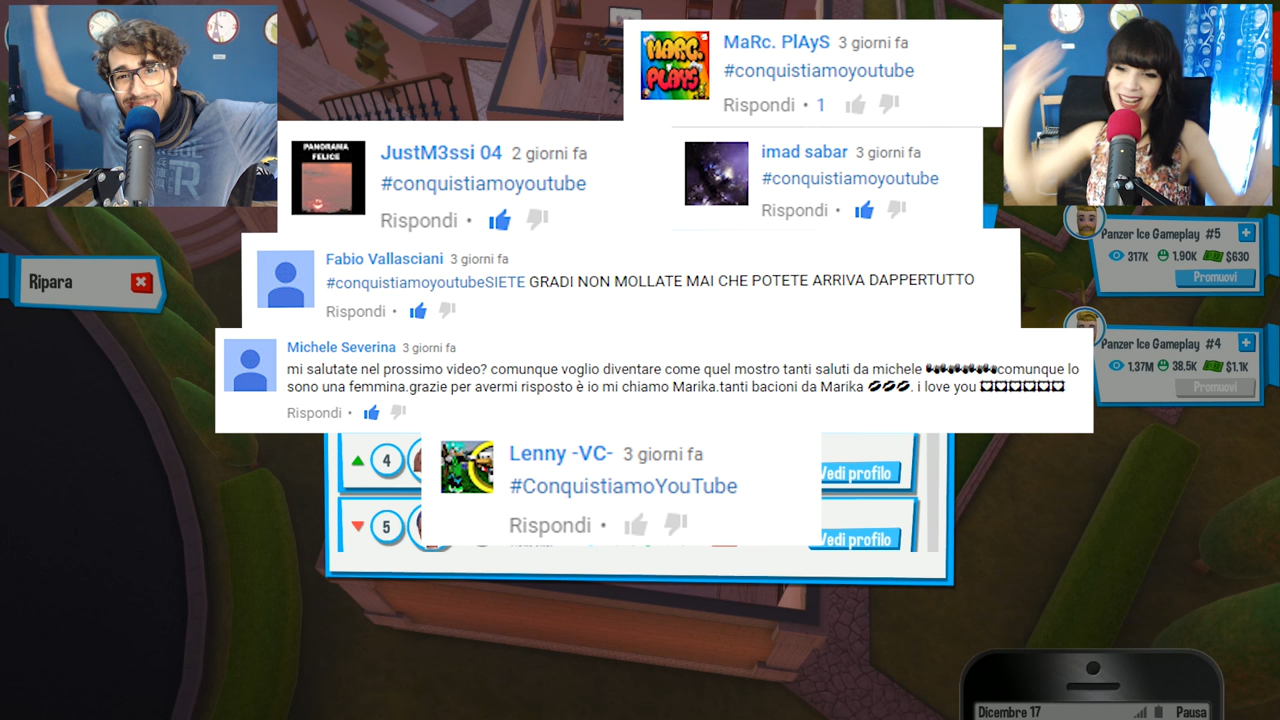 MaRc. PlAyS 3 giorni fa
#conquistiamoyoutube
Rispondi • 1
MARC.
PLAYS
PANORAMA
FELICE
JustM3ssi 04 2 giorni fa
#conquistiamoyoutube
Rispondi •
imad sabar 3 giorni fa
#conquistiamoyoutube
Rispondi •
Fabio Vallasciani 3 giorni fa
#conquistiamoyoutubeSIETE GRADI NON MOLLATE MAI CHE POTETE ARRIVA DAPPERTUTTO
Rispondi •
Ripara
Panzer Ice Gameplay #5
317K 1.90K $630
Promuovi
Michele Severina 3 giorni fa
mi salutate nel prossimo video? comunque voglio diventare come quel mostro tanti saluti da michele comunque Io
sono una femmina.grazie per avermi risposto è io mi chiamo Marika.tanti bacioni da Marika . i love you
Rispondi •
Panzer Ice Gameplay #4
1.37M 38.5K $1.1K
Promuovi
4
Vedi profilo
Lenny -VC- 3 giorni fa
#ConquistiamoYouTube
Rispondi •
5
Vedi profilo
Dicembre 17 Pausa